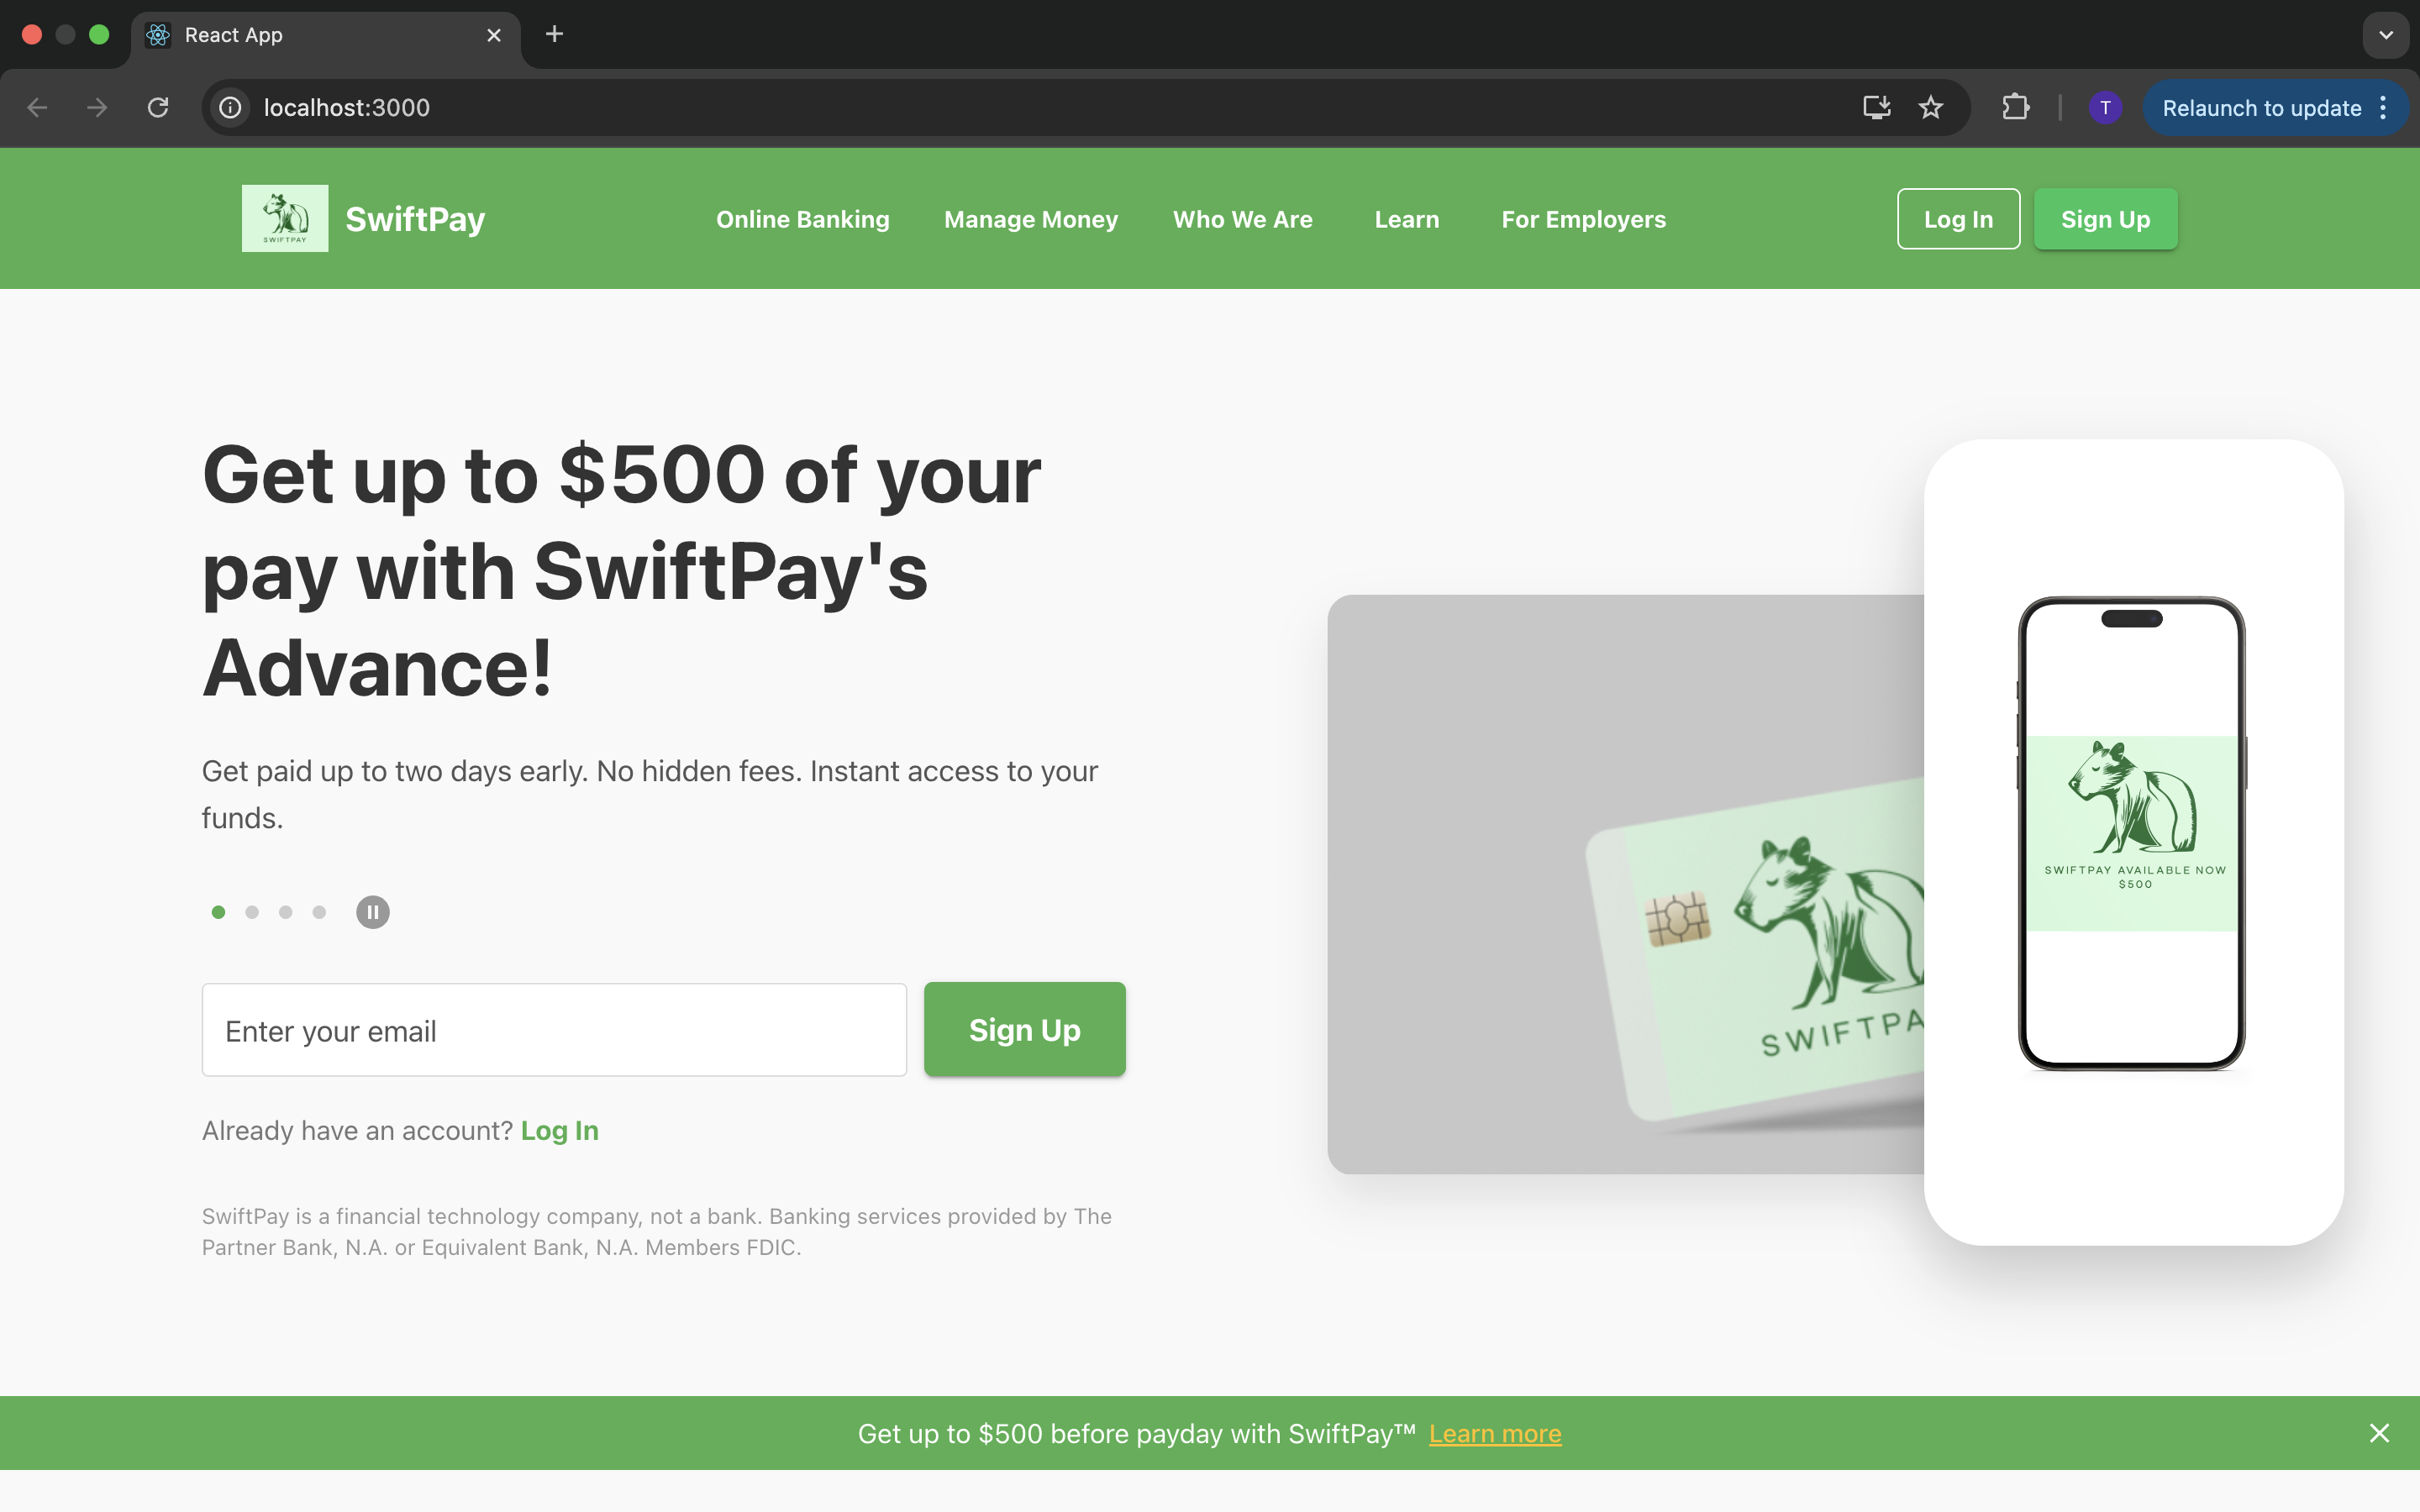 React App
localhost:3000
T
Relaunch to update
SWIFTPAY
SwiftPay
Online Banking
Manage Money
Who We Are
Learn
For Employers
Log In
Sign Up
Get up to $500 of your
pay with SwiftPay's
Advance!
Get paid up to two days early. No hidden fees. Instant access to your
funds.
Enter your email
Sign Up
Already have an account? Log In
SwiftPay is a financial technology company, not a bank. Banking services provided by The
Partner Bank, N.A. or Equivalent Bank, N.A. Members FDIC.
SWIFTPA
SWIFTPAY AVAILABLE NOW
$500
Get up to $500 before payday with SwiftPay™ Learn more